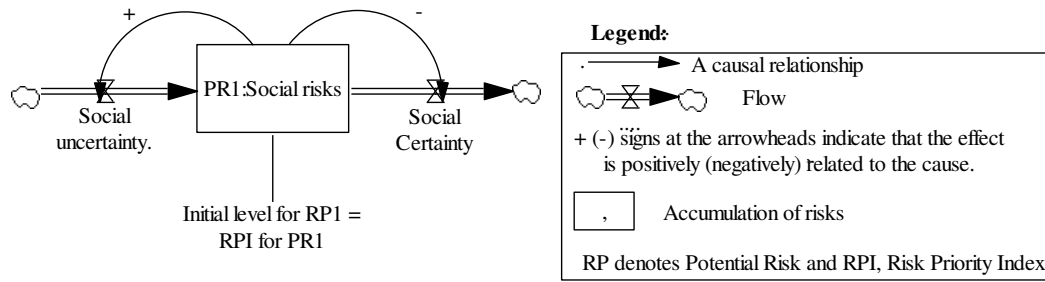 +
-
PR1:Social risks
Social
uncertainty.
Social
Certainty
Initial level for RP1 =
RPI for PR1
Legend:
A causal relationship
Flow
+ (-) signs at the arrowheads indicate that the effect
is positively (negatively) related to the cause.
Accumulation of risks
RP denotes Potential Risk and RPI, Risk Priority Index